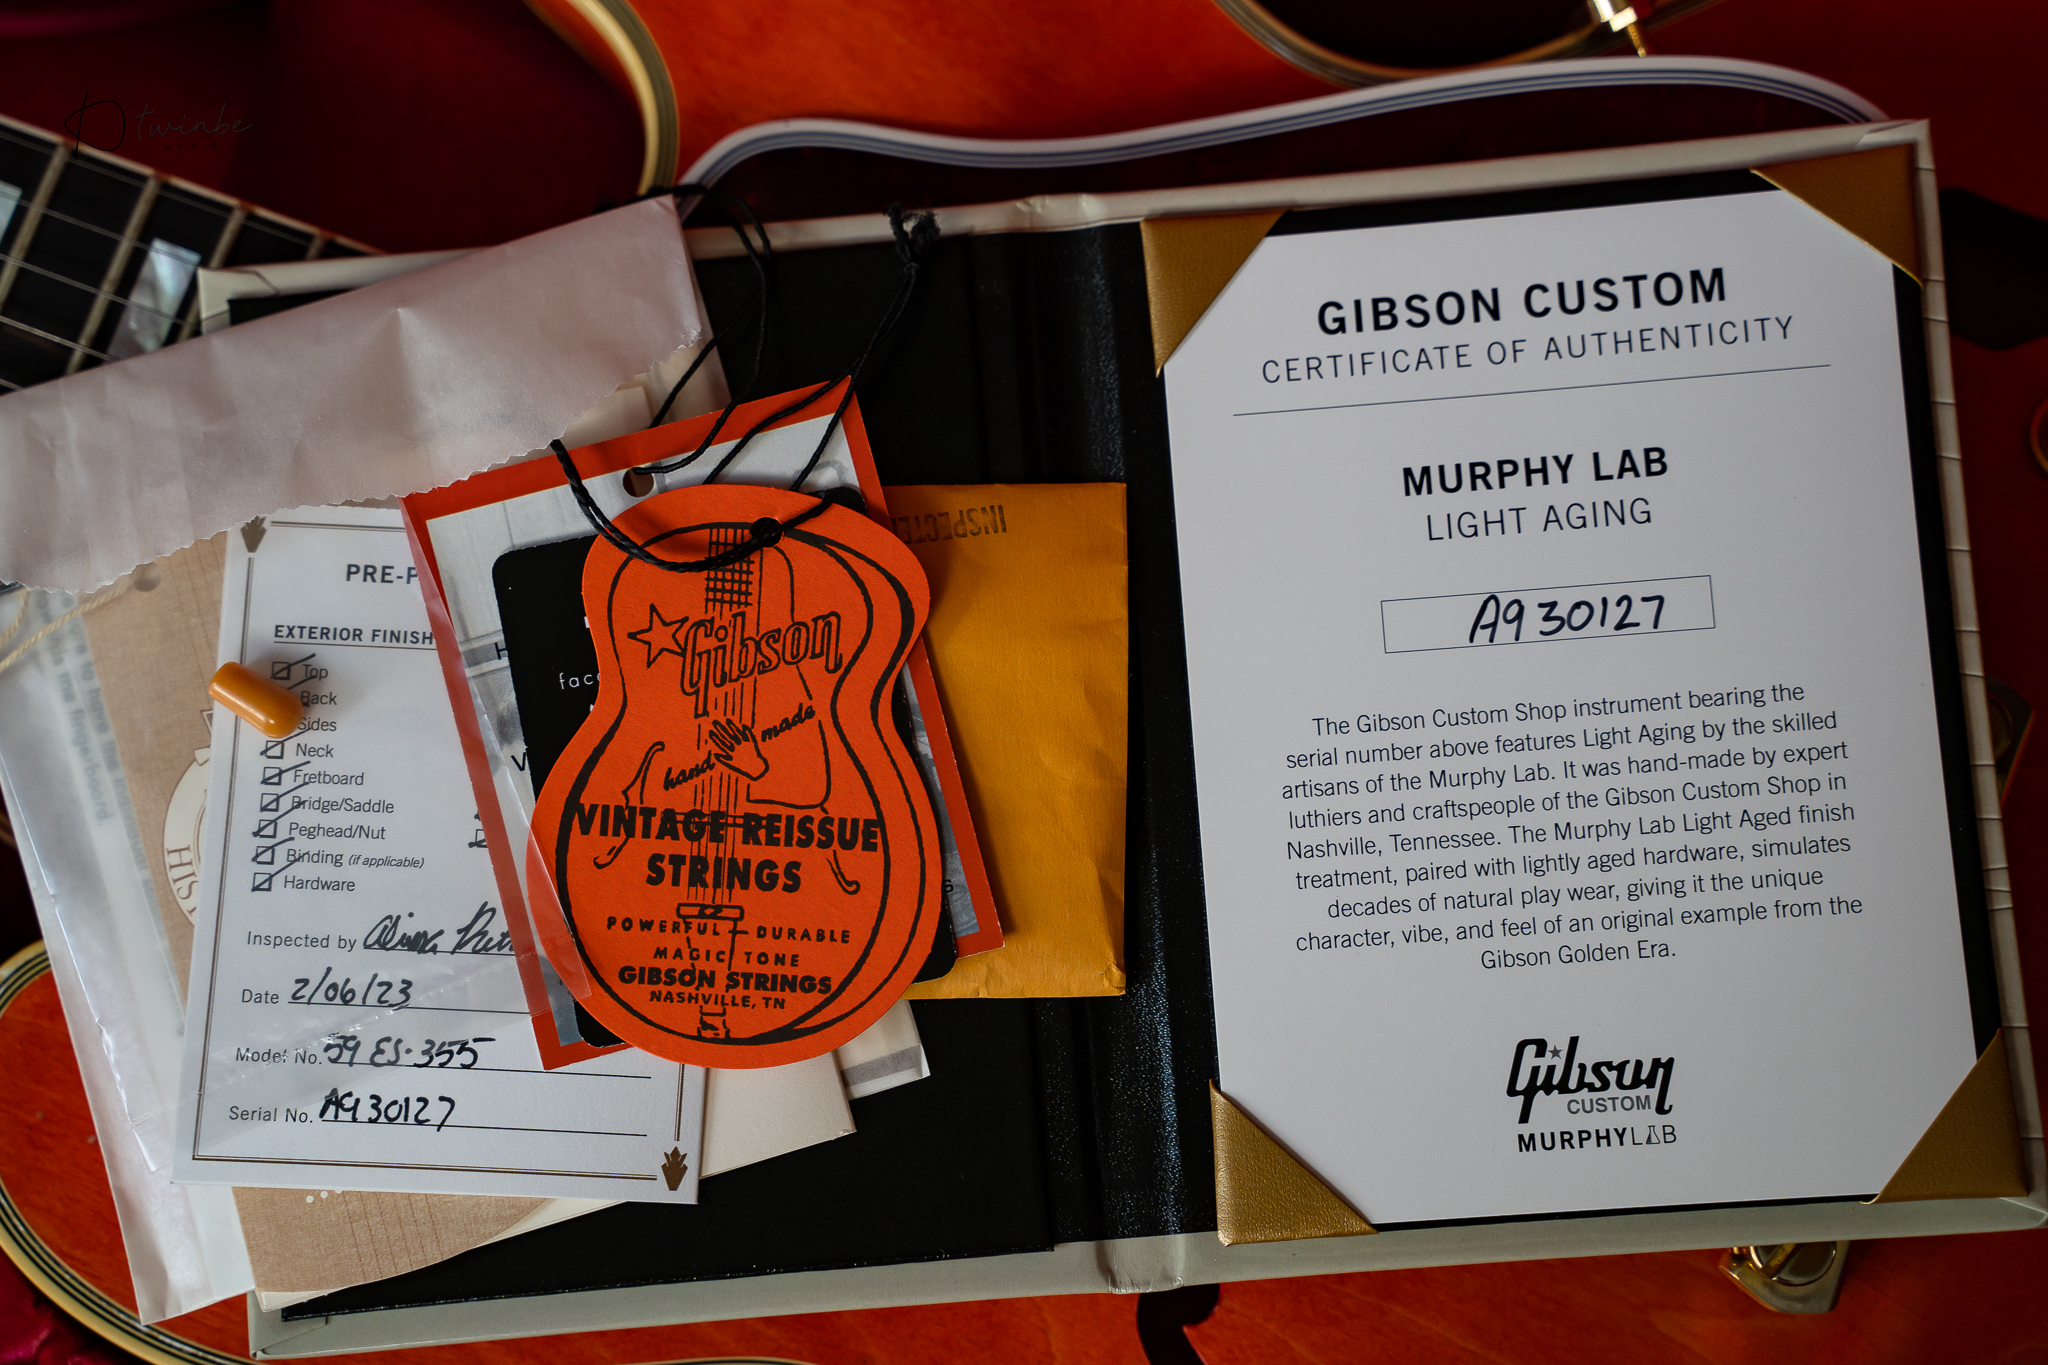 twinbe
PRE-P
EXTERIOR FINISH
Top
Back
Sides
Neck
Fretboard
Bridge/Saddle
Peghead/Nut
Binding (if applicable)
Hardware
Inspected by
Date 2/06/23
Model No. 59 ES-355
Serial No. A930127
HIS
face
Gibson
hand made
VINTAGE REISSUE
STRINGS
POWERFUL - DURABLE
MAGIC TONE
GIBSON STRINGS
NASHVILLE, TN
INSPECTE
GIBSON CUSTOM
CERTIFICATE OF AUTHENTICITY
MURPHY LAB
LIGHT AGING
A930127
The Gibson Custom Shop instrument bearing the
serial number above features Light Aging by the skilled
artisans of the Murphy Lab. It was hand-made by expert
luthiers and craftspeople of the Gibson Custom Shop in
Nashville, Tennessee. The Murphy Lab Light Aged finish
treatment, paired with lightly aged hardware, simulates
decades of natural play wear, giving it the unique
character, vibe, and feel of an original example from the
Gibson Golden Era.
Gibson
CUSTOM
MURPHYLAB